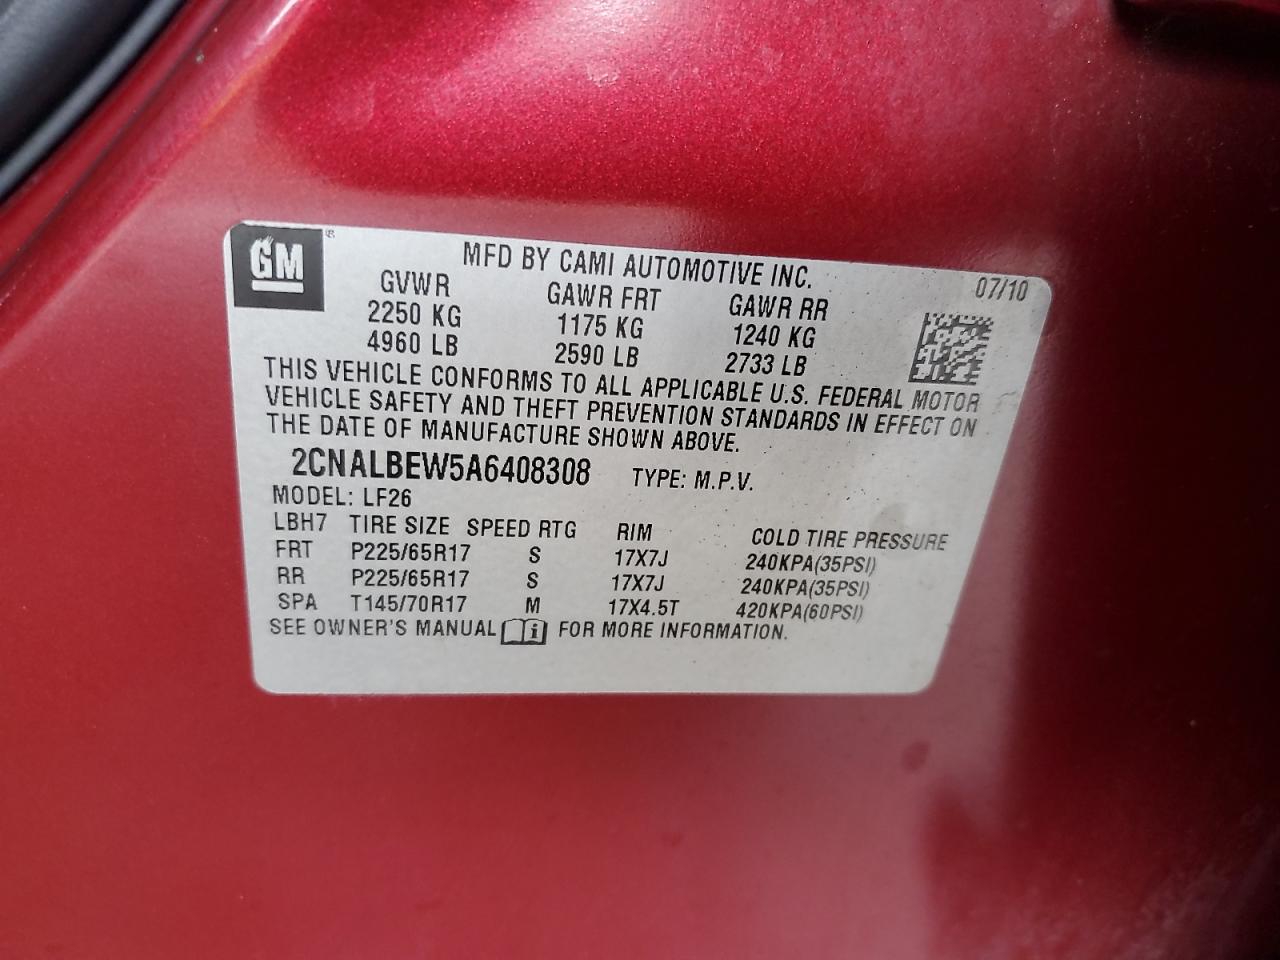 GM ®
MFD BY CAMI AUTOMOTIVE INC. 07/10
GVWR GAWR FRT GAWR RR
2250 KG 1175 KG 1240 KG
4960 LB 2590 LB 2733 LB
THIS VEHICLE CONFORMS TO ALL APPLICABLE U.S. FEDERAL MOTOR
VEHICLE SAFETY AND THEFT PREVENTION STANDARDS IN EFFECT ON
THE DATE OF MANUFACTURE SHOWN ABOVE.
2CNALBEW5A6408308 TYPE: M.P.V.
MODEL: LF26
LBH7 TIRE SIZE SPEED RTG RIM COLD TIRE PRESSURE
FRT P225/65R17 S 17X7J 240KPA(35PSI)
RR P225/65R17 S 17X7J 240KPA(35PSI)
SPA T145/70R17 M 17X4.5T 420KPA(60PSI)
SEE OWNER'S MANUAL i FOR MORE INFORMATION.